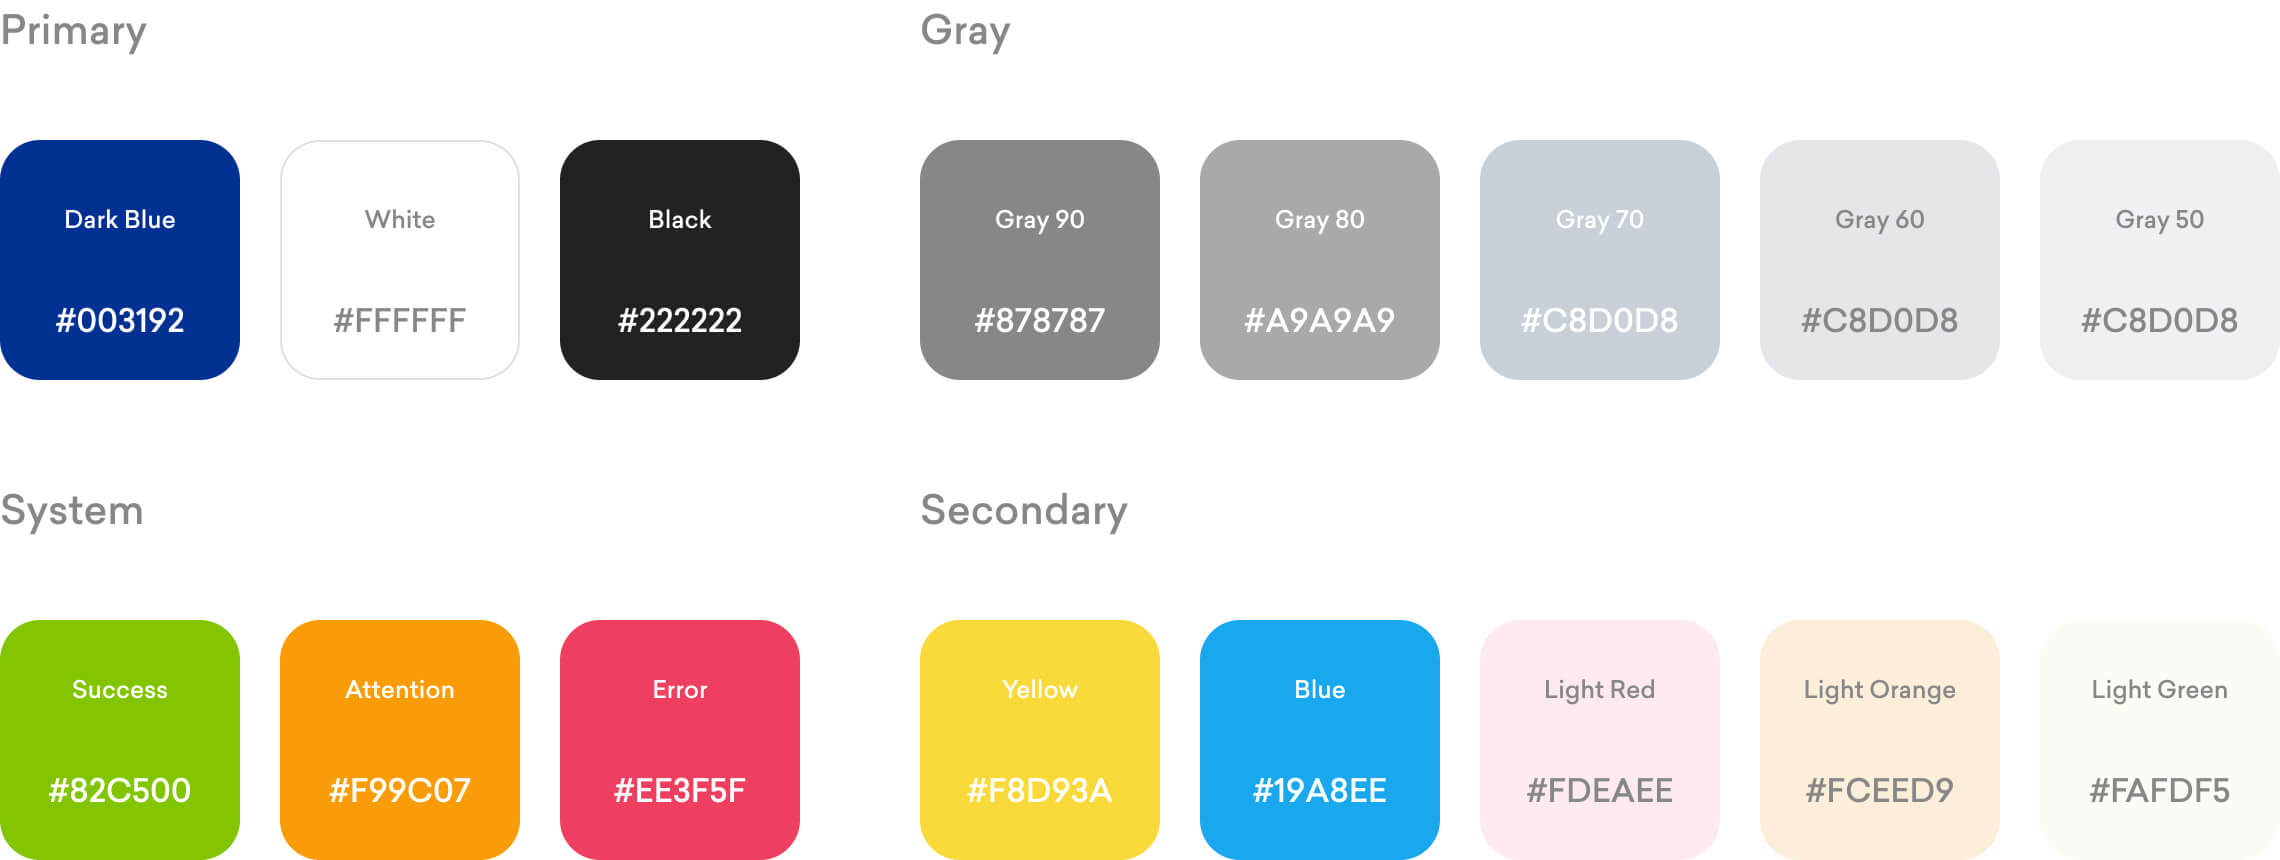 Primary
Dark Blue
#003192
White
#FFFFFF
Black
#222222
Gray
Gray 90
#878787
Gray 80
#A9A9A9
Gray 70
#C8D0D8
Gray 60
#C8D0D8
Gray 50
#C8D0D8
System
Success
#82C500
Attention
#F99C07
Error
#EE3F5F
Secondary
Yellow
#F8D93A
Blue
#19A8EE
Light Red
#FDEAEE
Light Orange
#FCEED9
Light Green
#FAFDF5